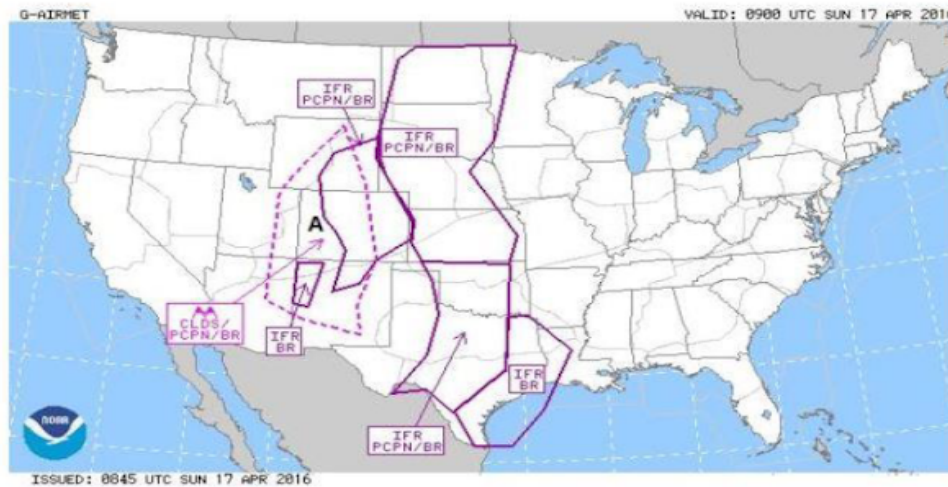 G-AIRMET
VALID: 0900 UTC SUN 17 APR 2016
IFR
PCPN/BR
IFR
PCPN/BR
A
CLDS/
PCPN/BR
IFR
BR
IFR
BR
IFR
PCPN/BR
NOAA
ISSUED: 0845 UTC SUN 17 APR 2016